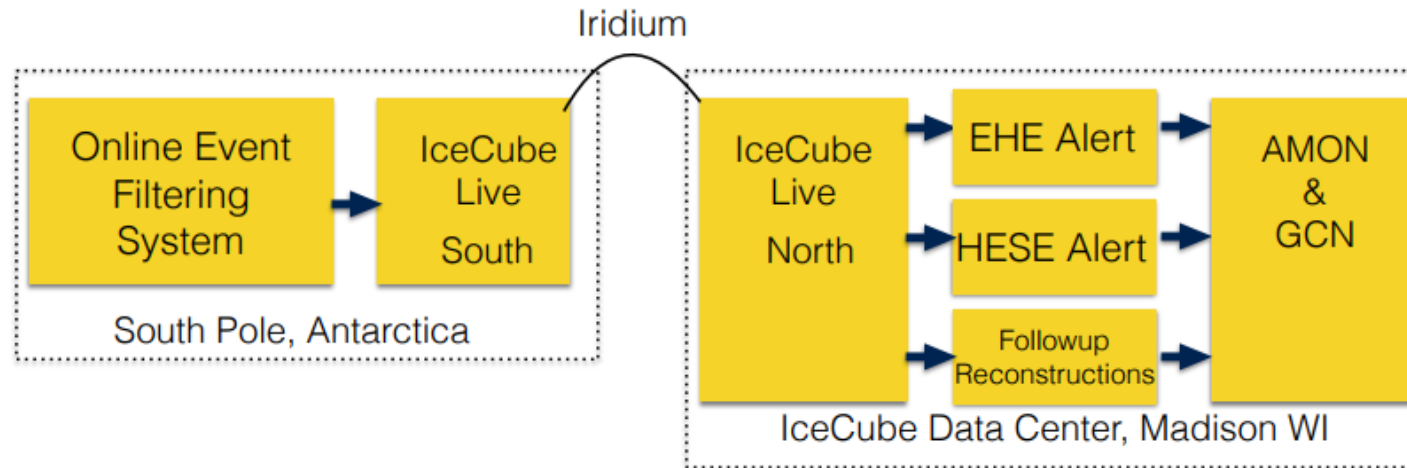 Iridium
Online Event
Filtering
System
IceCube
Live
South
South Pole, Antarctica
IceCube
Live
North
EHE Alert
HESE Alert
Followup
Reconstructions
AMON
&
GCN
IceCube Data Center, Madison WI